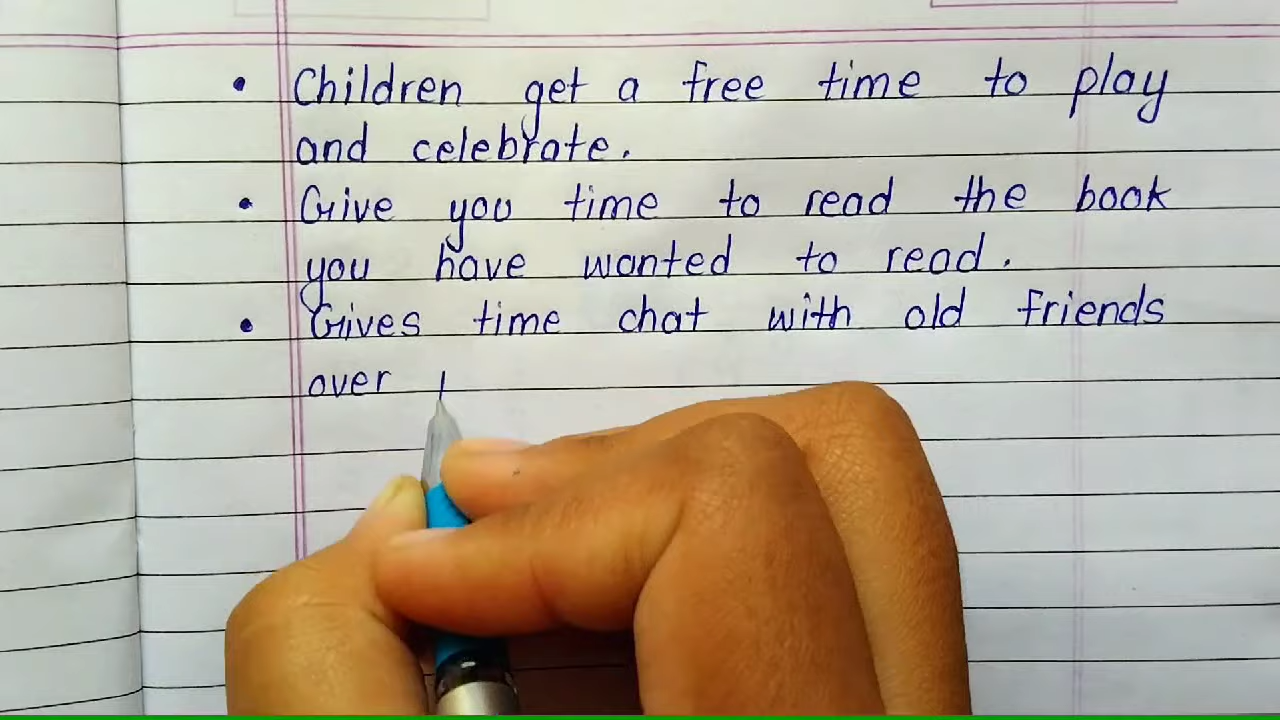 • Children get a free time to play
and celebrate.
• Give you time to read the book
you have wanted to read.
• Gives time chat with old friends
over